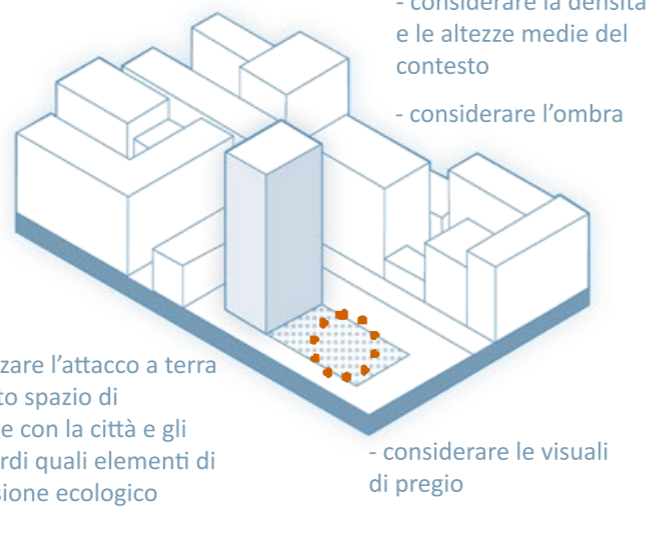 - considerare la densità
e le altezze medie del
contesto
- considerare l’ombra
zare l’attacco a terra
to spazio di
e con la città e gli
rdi quali elementi di
sione ecologico
- considerare le visuali
di pregio